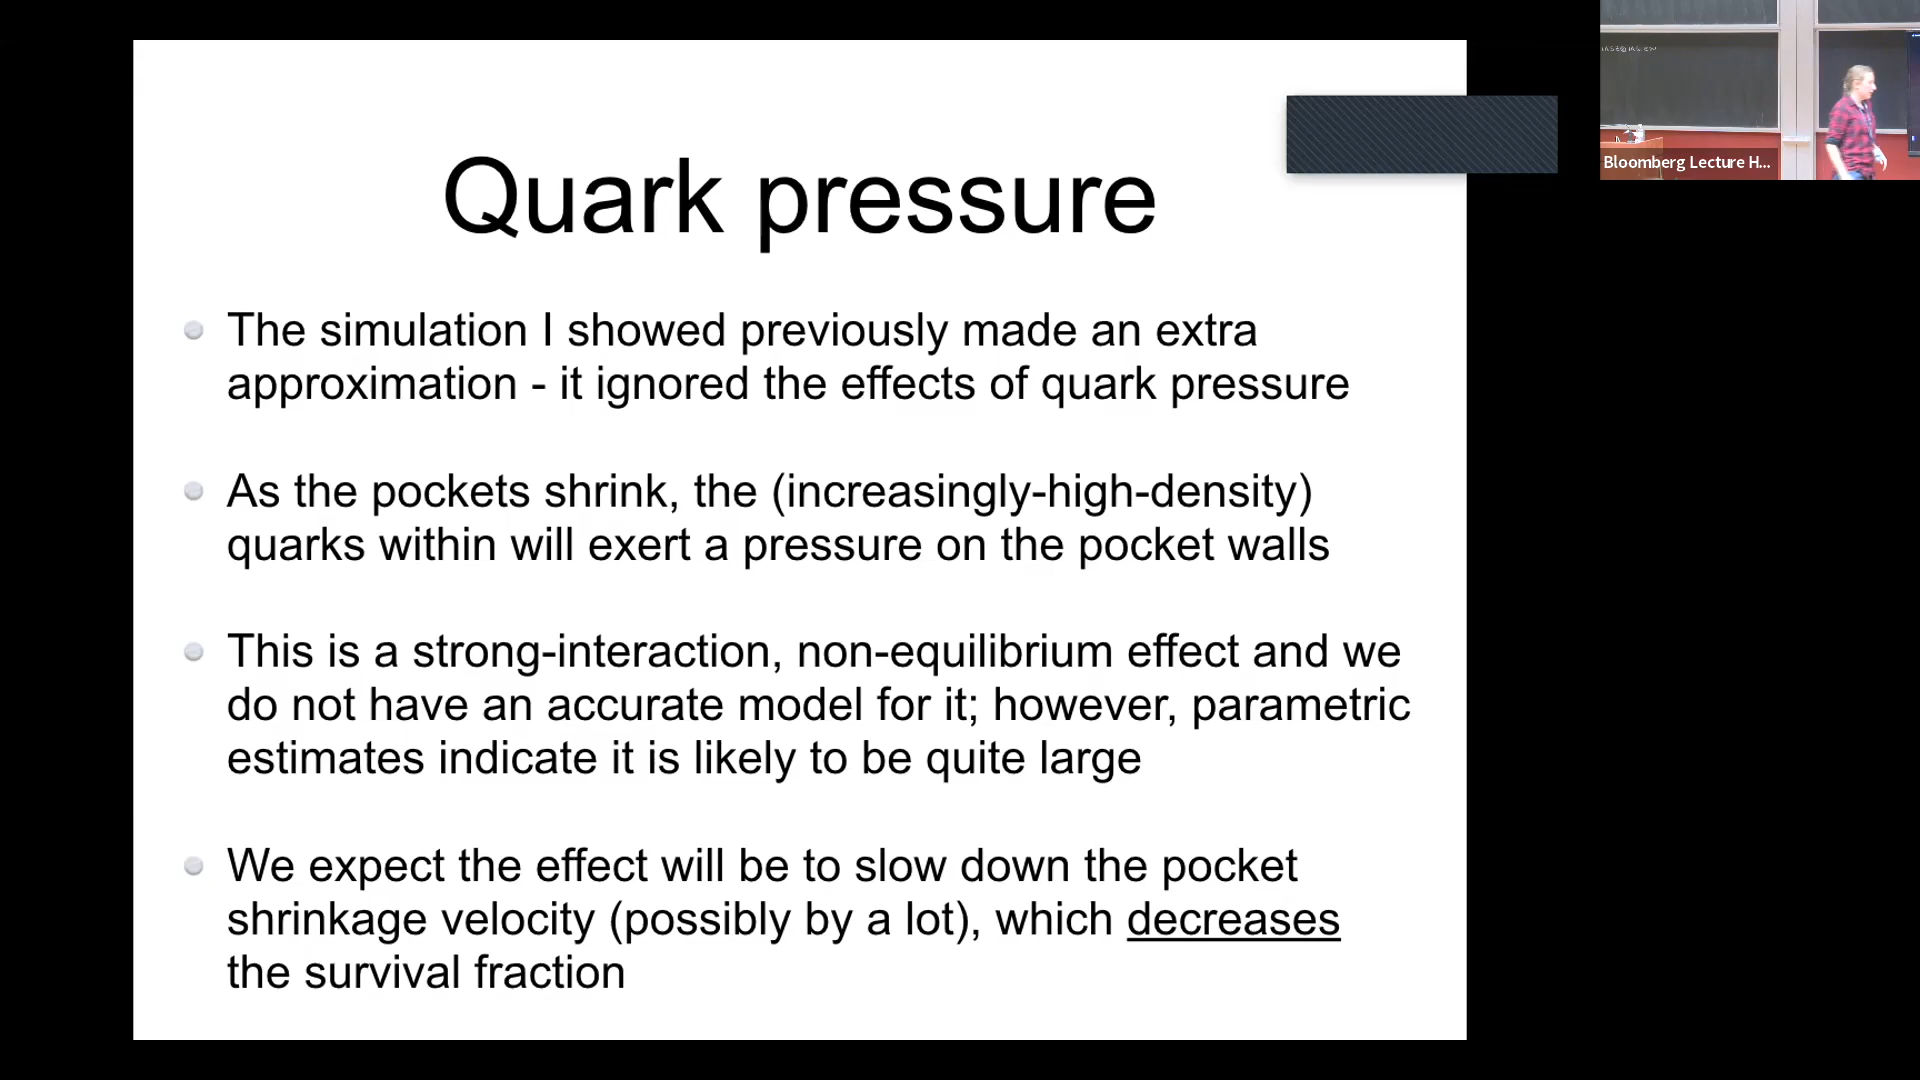 Quark pressure
The simulation I showed previously made an extra
approximation - it ignored the effects of quark pressure
As the pockets shrink, the (increasingly-high-density)
quarks within will exert a pressure on the pocket walls
This is a strong-interaction, non-equilibrium effect and we
do not have an accurate model for it; however, parametric
estimates indicate it is likely to be quite large
We expect the effect will be to slow down the pocket
shrinkage velocity (possibly by a lot), which decreases
the survival fraction
Bloomberg Lecture H...